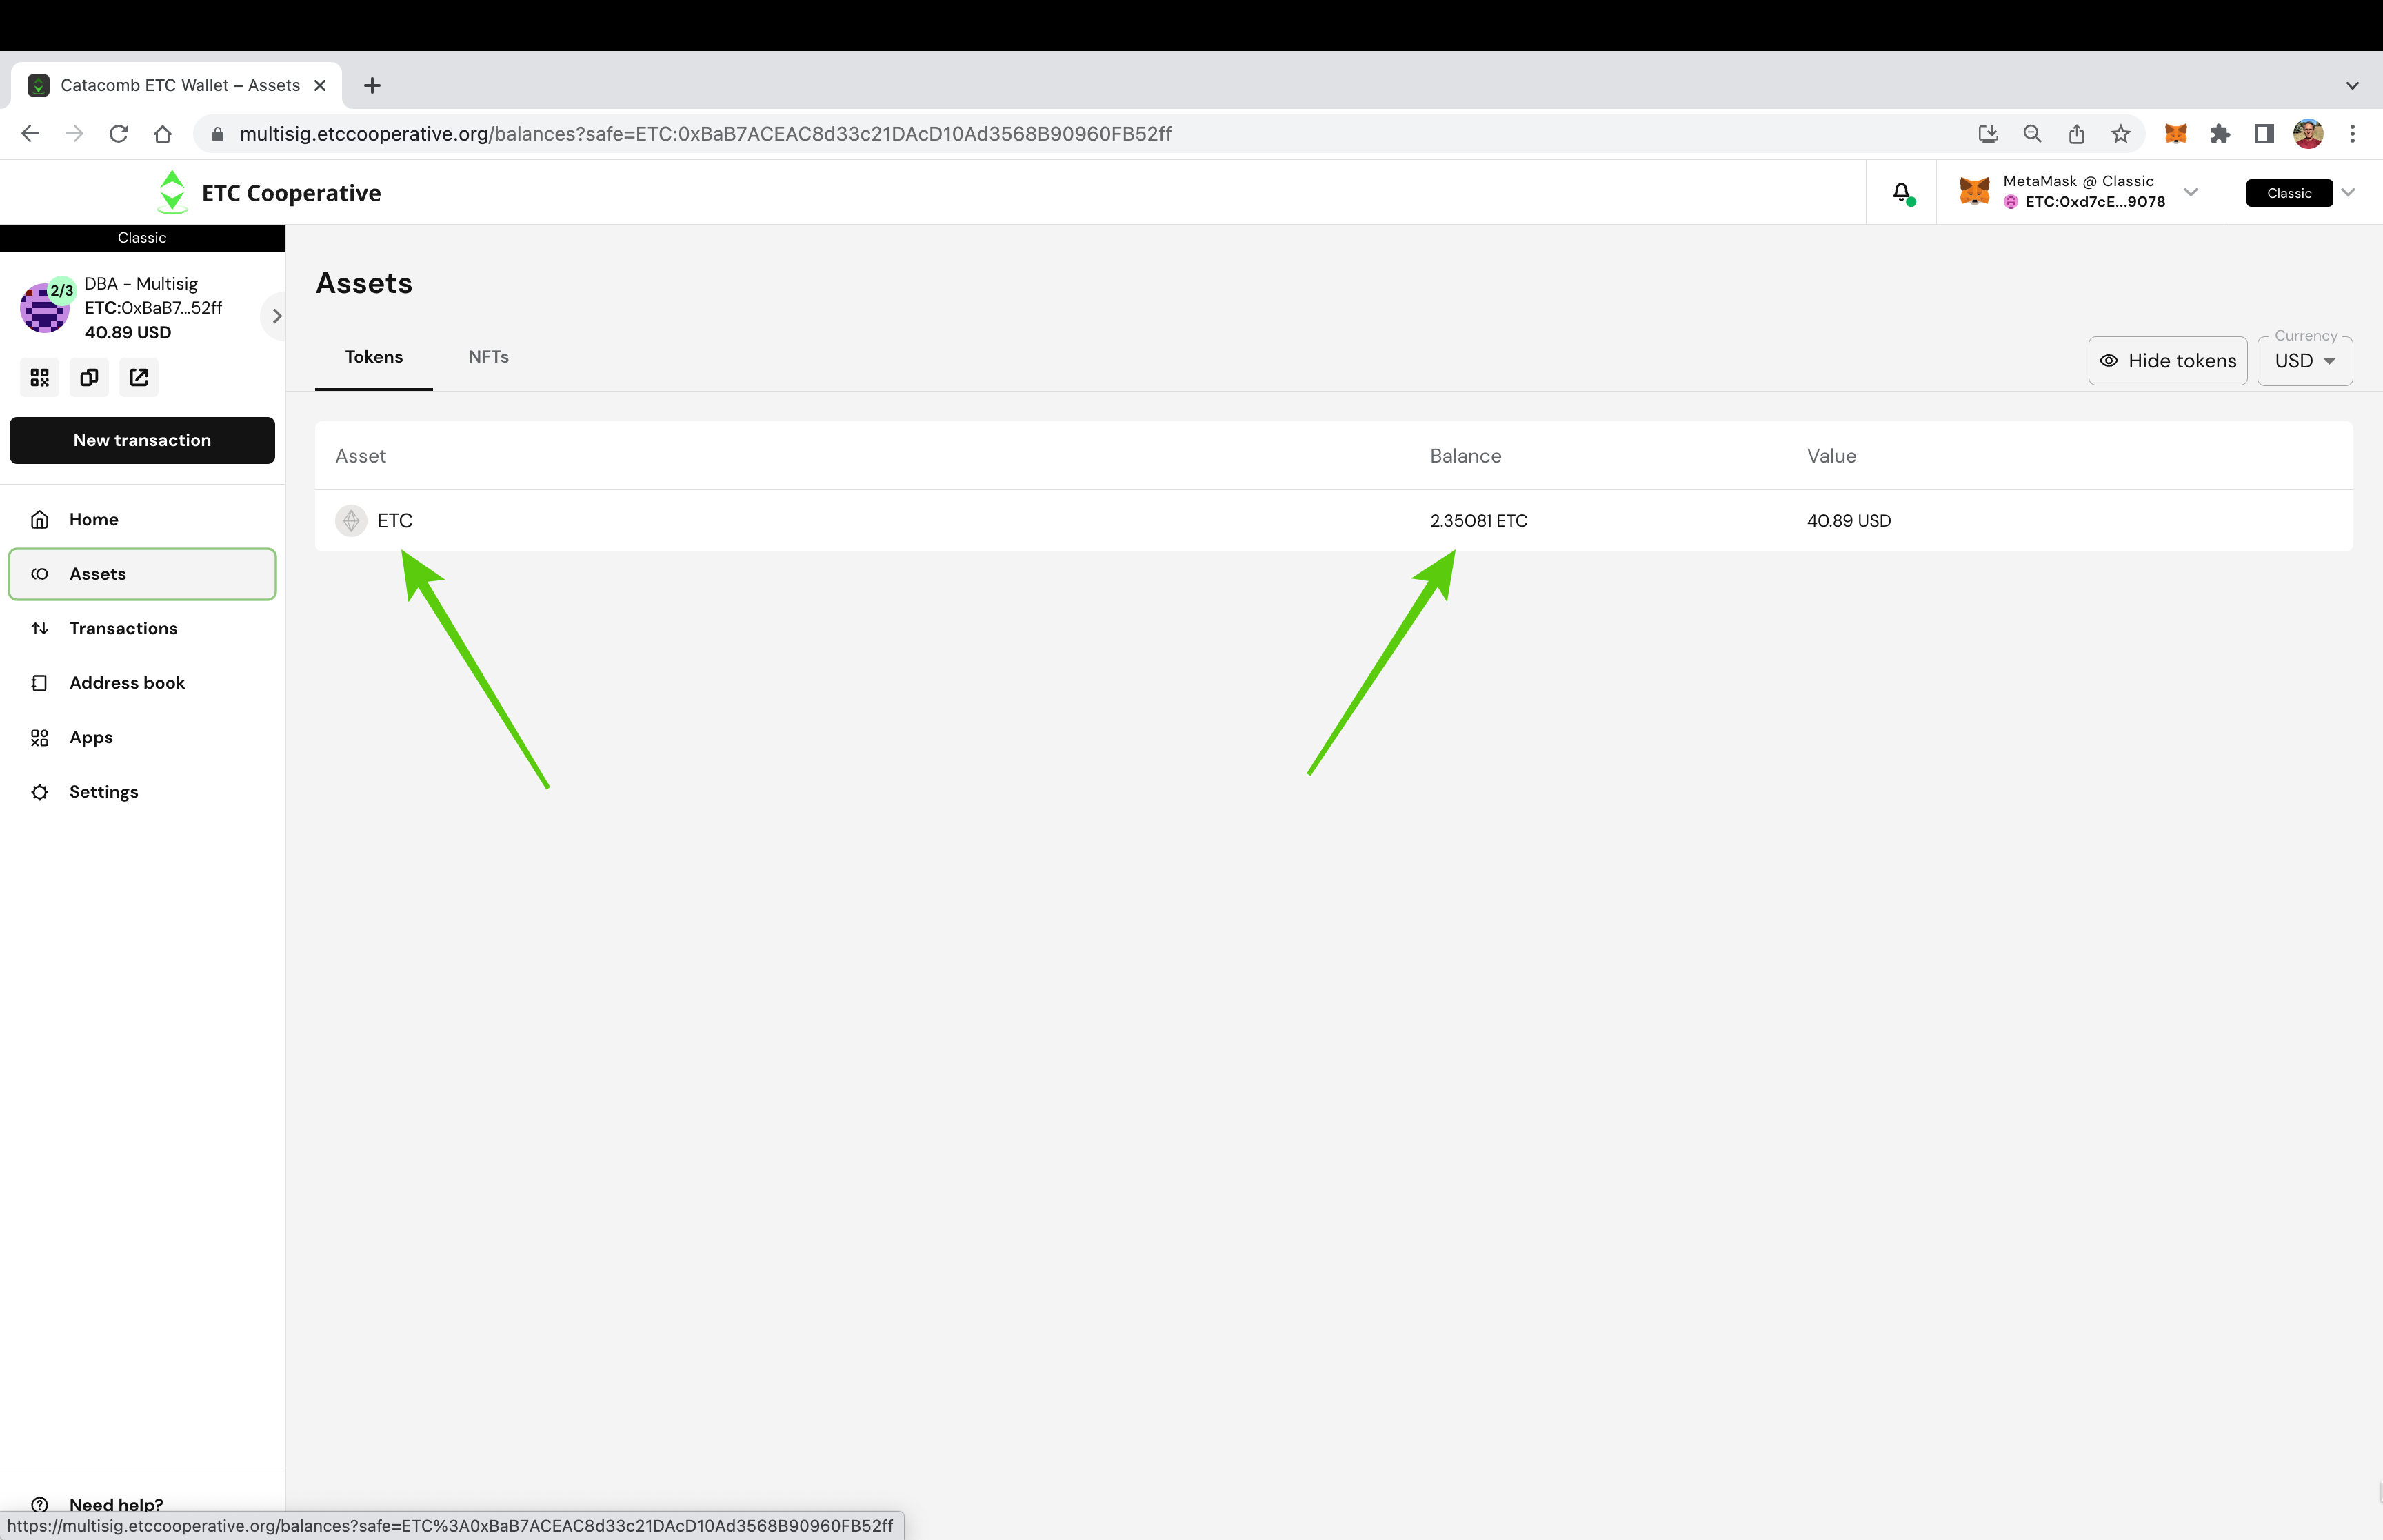 Catacomb ETC Wallet – Assets
multisig.etccooperative.org/balances?safe=ETC:0xBaB7ACEAC8d33c21DAcD10Ad3568B90960FB52ff
ETC Cooperative
MetaMask @ Classic
ETC:0xd7cE...9078
Classic
Classic
2/3
DBA - Multisig
ETC:0xBaB7...52ff
40.89 USD
New transaction
Home
Assets
Transactions
Address book
Apps
Settings
Need help?
Assets
Tokens
NFTs
Hide tokens
Currency
USD
Asset
Balance
Value
ETC
2.35081 ETC
40.89 USD
https://multisig.etccooperative.org/balances?safe=ETC%3A0xBaB7ACEAC8d33c21DAcD10Ad3568B90960FB52ff